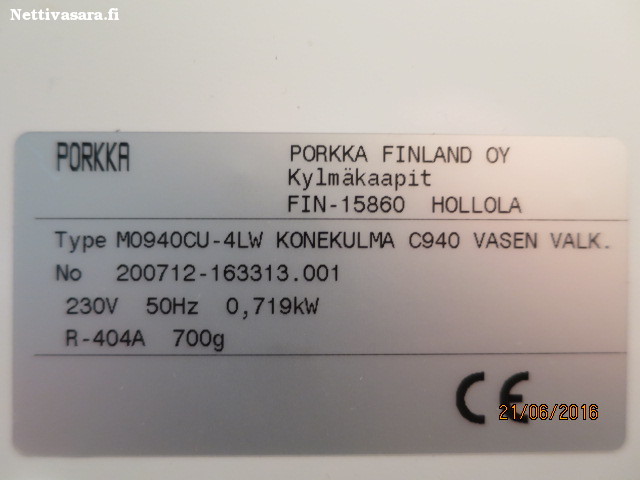 Nettivasara.fi
PORKKA
PORKKA FINLAND OY
Kylmäkaapit
FIN-15860 HOLLOLA
Type M0940CU-4LW KONEKULMA C940 VASEN VALK.
No 200712-163313.001
230V 50Hz 0,719kW
R-404A 700g
CE
21/06/2016